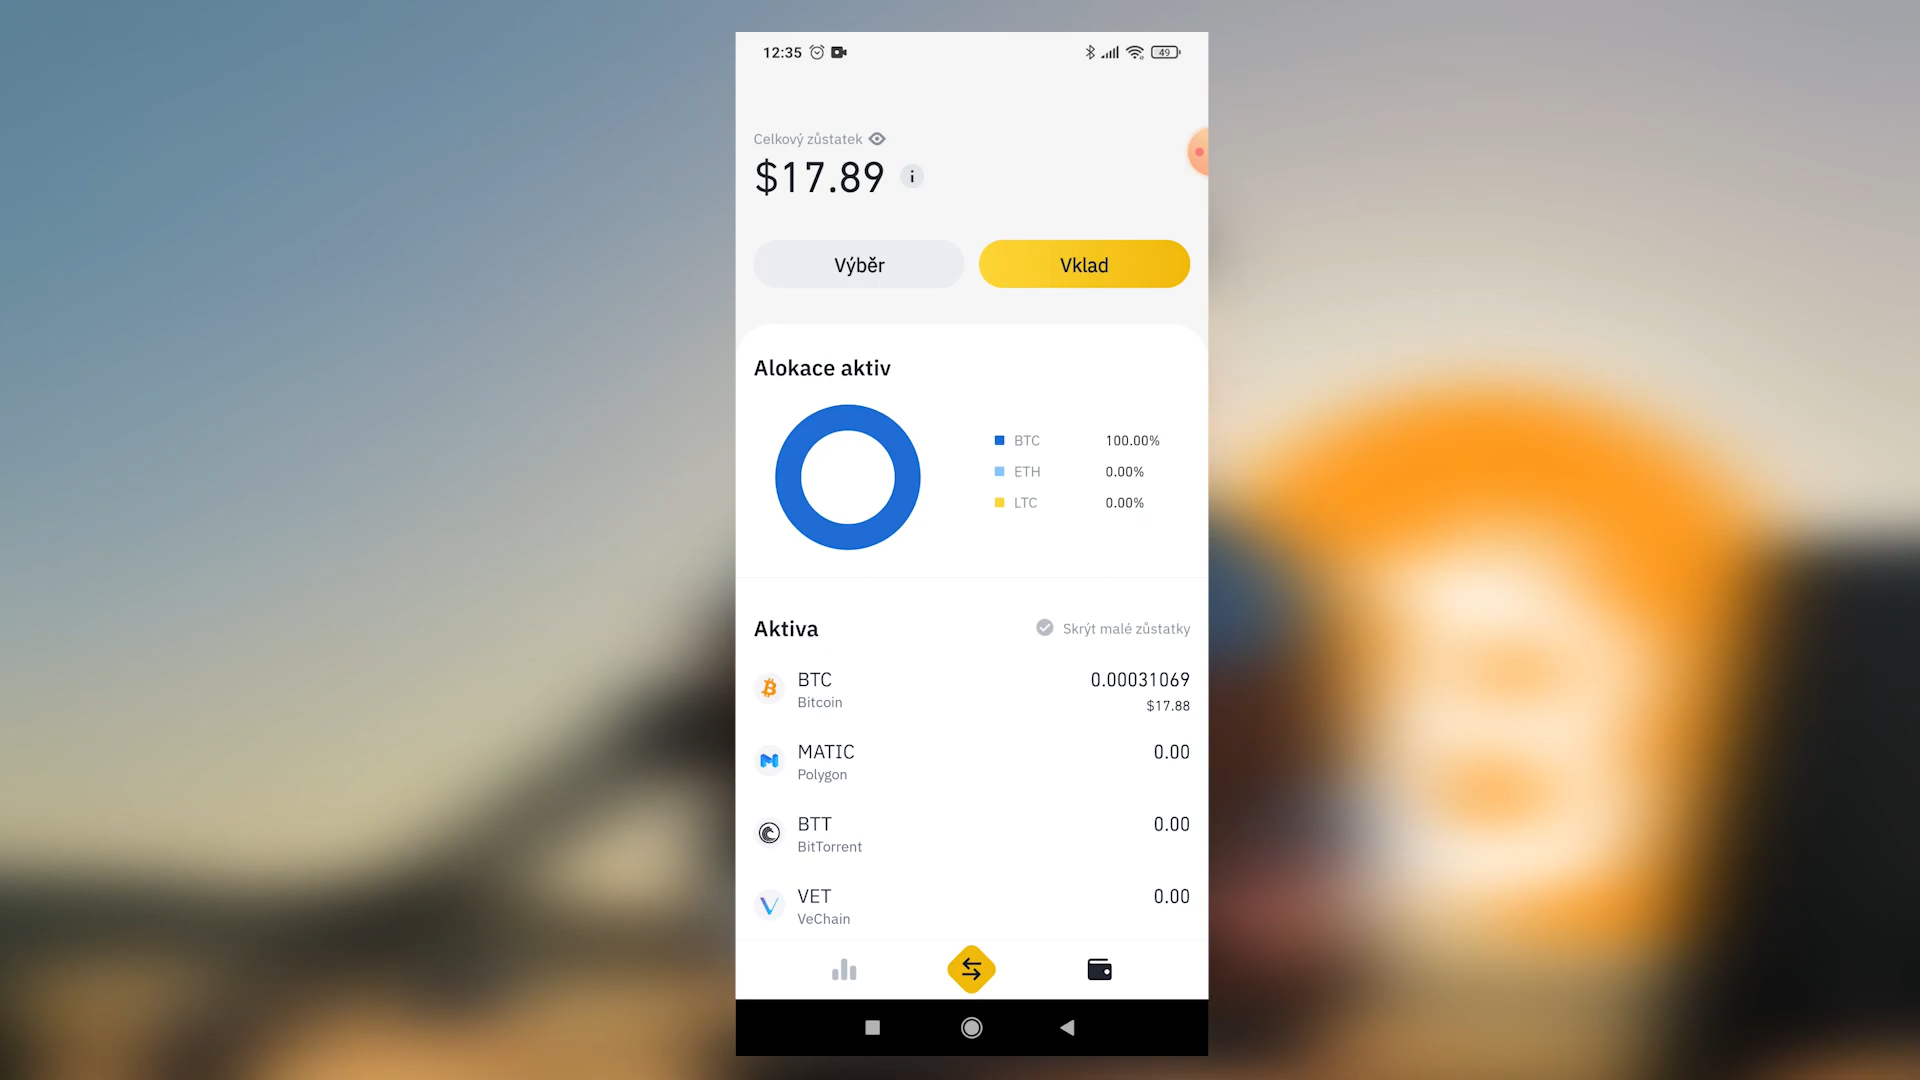 12:35
49
Celkový zůstatek
$17.89
i
Výběr
Vklad
Alokace aktiv
BTC 100.00%
ETH 0.00%
LTC 0.00%
Aktiva
Skrýt malé zůstatky
BTC 0.00031069
Bitcoin $17.88
MATIC 0.00
Polygon
BTT 0.00
BitTorrent
VET 0.00
VeChain